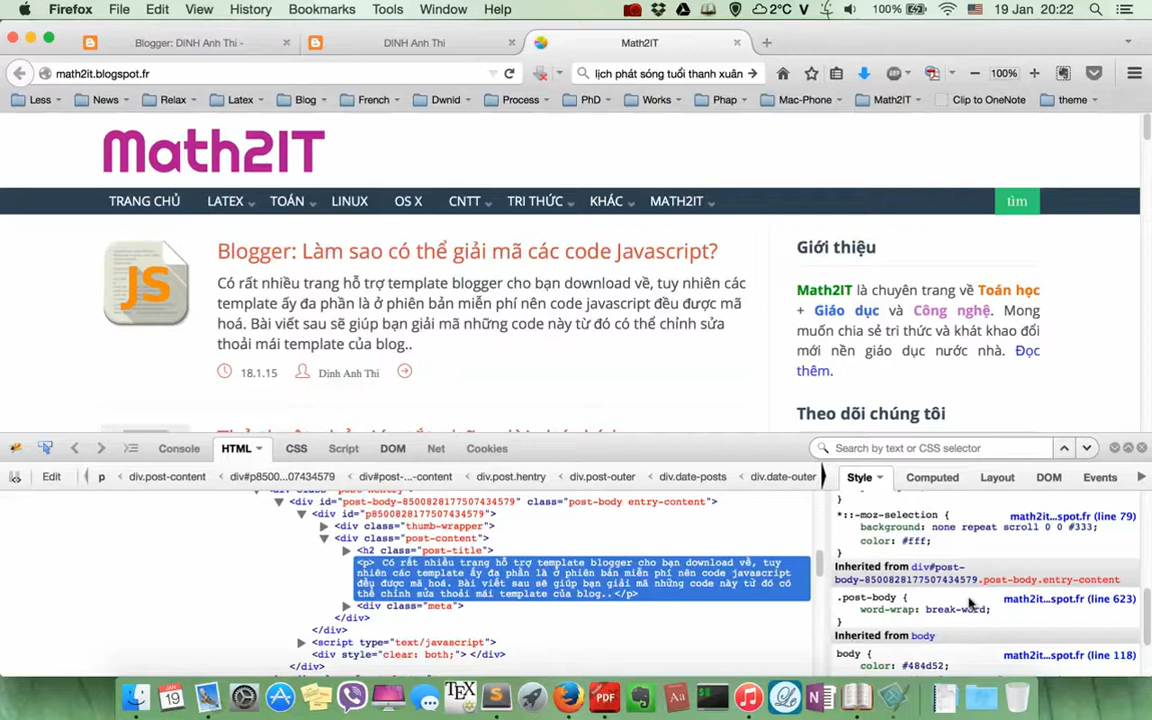 Firefox File Edit View History Bookmarks Tools Window Help 2°C V 100% 19 Jan 20:22
Blogger: DINH Anh Thi - × DINH Anh Thi × Math2IT × +
math2it.blogspot.fr lịch phát sóng tuổi thanh xuân 100%
Less News Relax Latex Blog French Dwnld Process PhD Works Phap Mac-Phone Math2IT Clip to OneNote theme
Math2IT
TRANG CHỦ LATEX TOÁN LINUX OS X CNTT TRI THỨC KHÁC MATH2IT tìm
JS
Blogger: Làm sao có thể giải mã các code Javascript?
Có rất nhiều trang hỗ trợ template blogger cho bạn download về, tuy nhiên các
template ấy đa phần là ở phiên bản miễn phí nên code javascript đều được mã
hoá. Bài viết sau sẽ giúp bạn giải mã những code này từ đó có thể chỉnh sửa
thoải mái template của blog..
18.1.15 Dinh Anh Thi
Giới thiệu
Math2IT là chuyên trang về Toán học
+ Giáo dục và Công nghệ. Mong
muốn chia sẻ tri thức và khát khao đổi
mới nền giáo dục nước nhà. Đọc
thêm.
Theo dõi chúng tôi
Console HTML CSS Script DOM Net Cookies Search by text or CSS selector
Edit p div.post-content div#p8500...07434579 div#post-...-content div.post.hentry div.post-outer div.date-posts div.date-outer
Style Computed Layout DOM Events
<div id="post-body-8500828177507434579" class="post-body entry-content">
<div id="p8500828177507434579">
<div class="thumb-wrapper">
<div class="post-content">
<h2 class="post-title">
<p> Có rất nhiều trang hỗ trợ template blogger cho bạn download về, tuy
nhiên các template ấy đa phần là ở phiên bản miễn phí nên code javascript
đều được mã hoá. Bài viết sau sẽ giúp bạn giải mã những code này từ đó có
thể chỉnh sửa thoải mái template của blog..</p>
<div class="meta">
</div>
</div>
<script type="text/javascript">
<div style="clear: both;"> </div>
</div>
}
*::-moz-selection { math2it...spot.fr (line 79)
background: none repeat scroll 0 0 #333;
color: #fff;
}
Inherited from div#post-
body-8500828177507434579.post-body.entry-content
.post-body { math2it...spot.fr (line 623)
word-wrap: break-word;
}
Inherited from body
body { math2it...spot.fr (line 118)
color: #484d52;
19
TEX
PDF
Aa